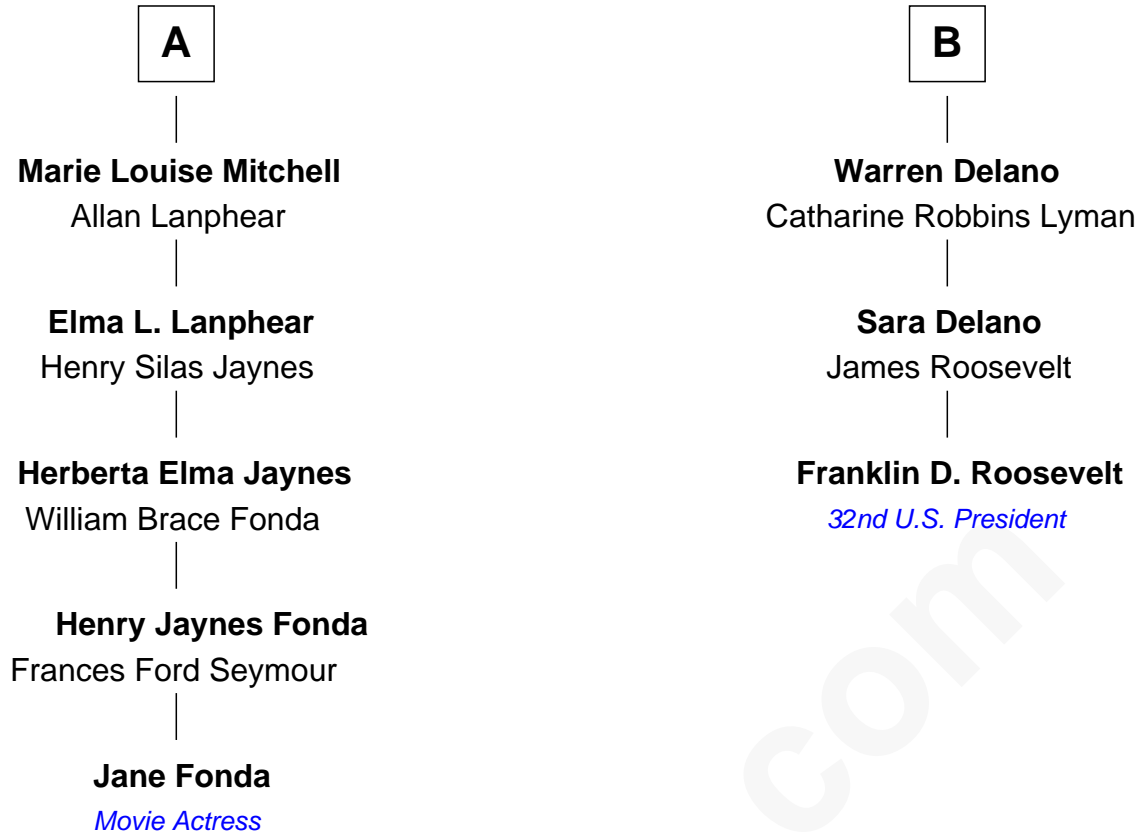 A
Marie Louise Mitchell
Allan Lanphear
Elma L. Lanphear
Henry Silas Jaynes
Herberta Elma Jaynes
William Brace Fonda
Henry Jaynes Fonda
Frances Ford Seymour
Jane Fonda
Movie Actress
B
Warren Delano
Catharine Robbins Lyman
Sara Delano
James Roosevelt
Franklin D. Roosevelt
32nd U.S. President
com